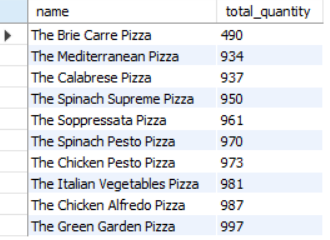 name total_quantity
The Brie Carre Pizza 490
The Mediterranean Pizza 934
The Calabrese Pizza 937
The Spinach Supreme Pizza 950
The Soppressata Pizza 961
The Spinach Pesto Pizza 970
The Chicken Pesto Pizza 973
The Italian Vegetables Pizza 981
The Chicken Alfredo Pizza 987
The Green Garden Pizza 997